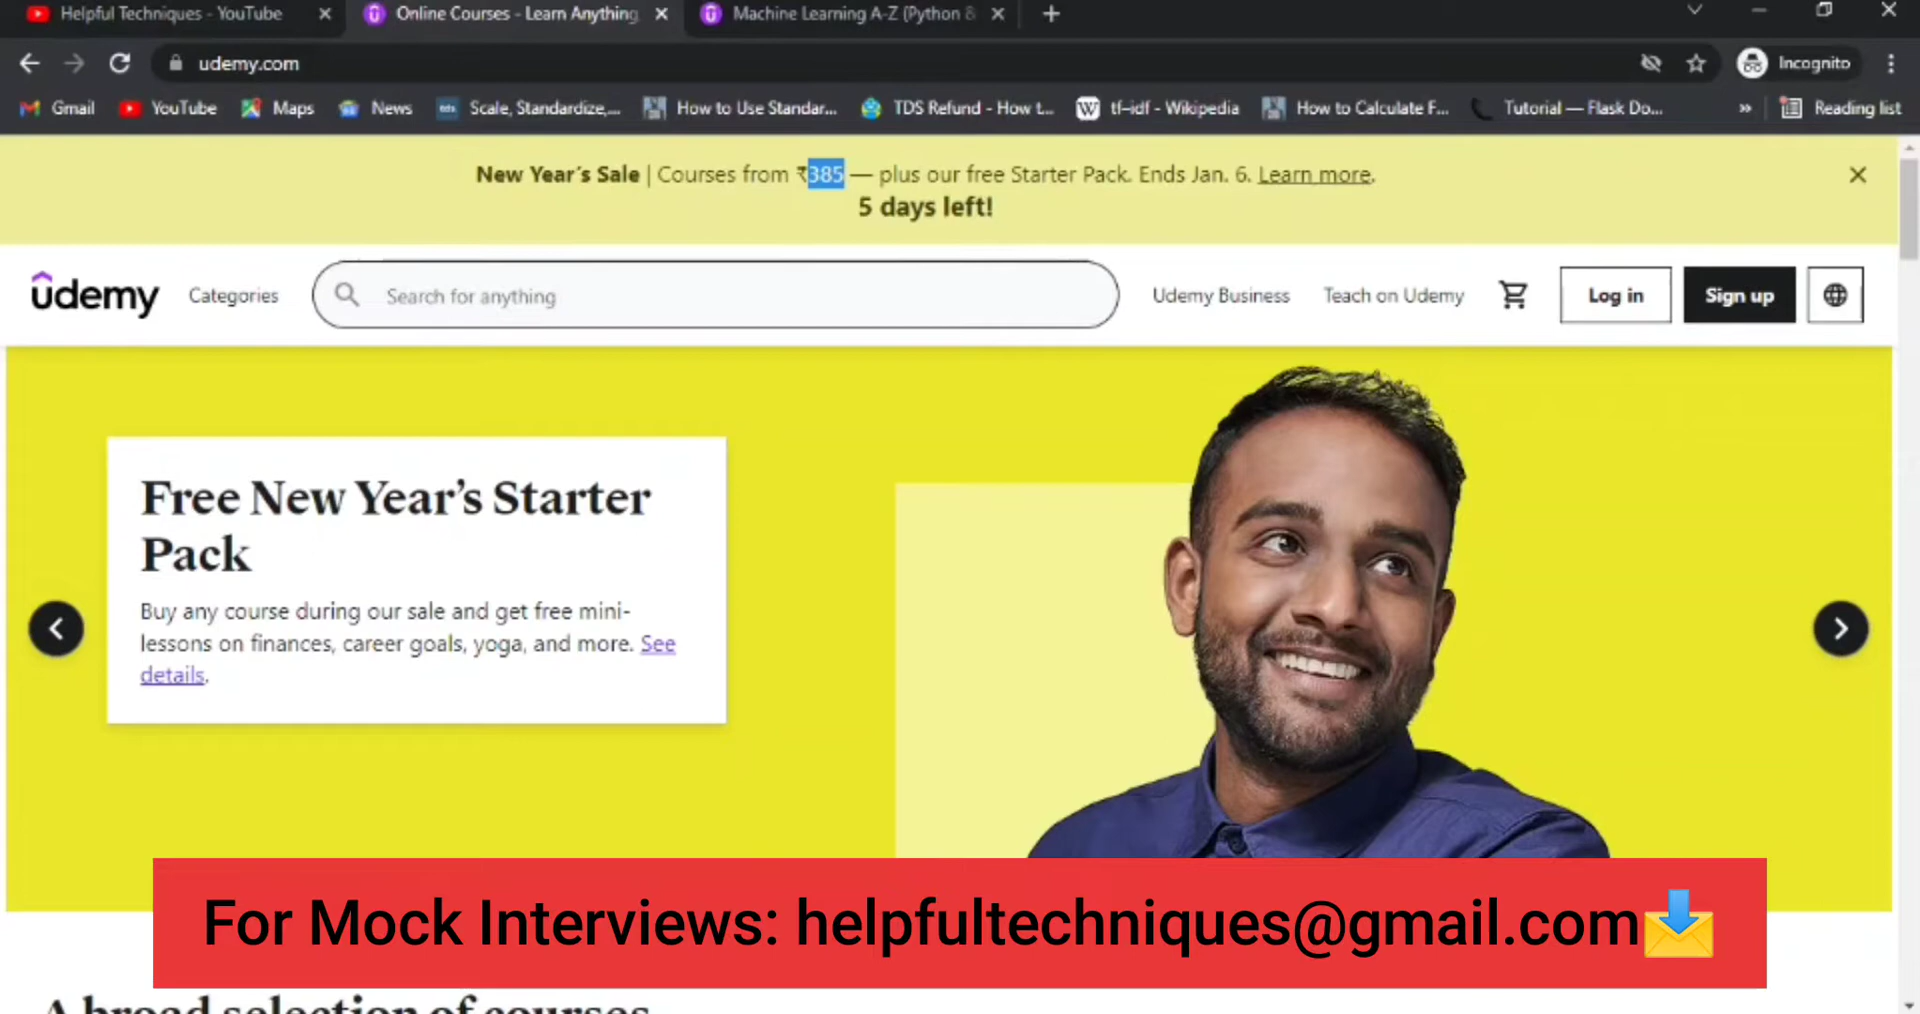 Helpful Techniques - YouTube
Online Courses - Learn Anything
Machine Learning A-Z (Python &
udemy.com
Incognito
Gmail
YouTube
Maps
News
Scale, Standardize,...
How to Use Standar...
TDS Refund - How t...
tf-idf - Wikipedia
How to Calculate F...
Tutorial — Flask Do...
»
Reading list
New Year's Sale | Courses from ₹385 — plus our free Starter Pack. Ends Jan. 6. Learn more.
5 days left!
udemy
Categories
Search for anything
Udemy Business
Teach on Udemy
Log in
Sign up
Free New Year's Starter
Pack
Buy any course during our sale and get free mini-
lessons on finances, career goals, yoga, and more. See
details.
For Mock Interviews: helpfultechniques@gmail.com
A broad selection of courses